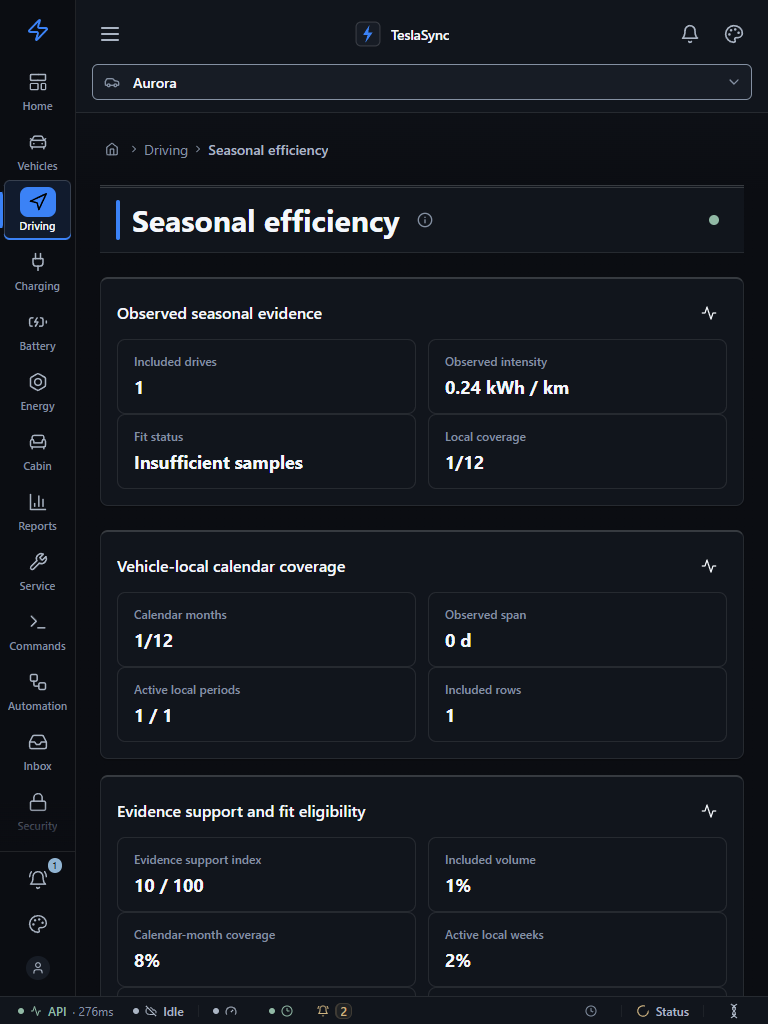 TeslaSync
Aurora
Home
Vehicles
Driving
Charging
Battery
Energy
Cabin
Reports
Service
Commands
Automation
Inbox
Security
1
Driving
Seasonal efficiency
Seasonal efficiency
Observed seasonal evidence
Included drives
1
Observed intensity
0.24 kWh / km
Fit status
Insufficient samples
Local coverage
1/12
Vehicle-local calendar coverage
Calendar months
1/12
Observed span
0 d
Active local periods
1 / 1
Included rows
1
Evidence support and fit eligibility
Evidence support index
10 / 100
Included volume
1%
Calendar-month coverage
8%
Active local weeks
2%
API · 276ms
Idle
2
Status